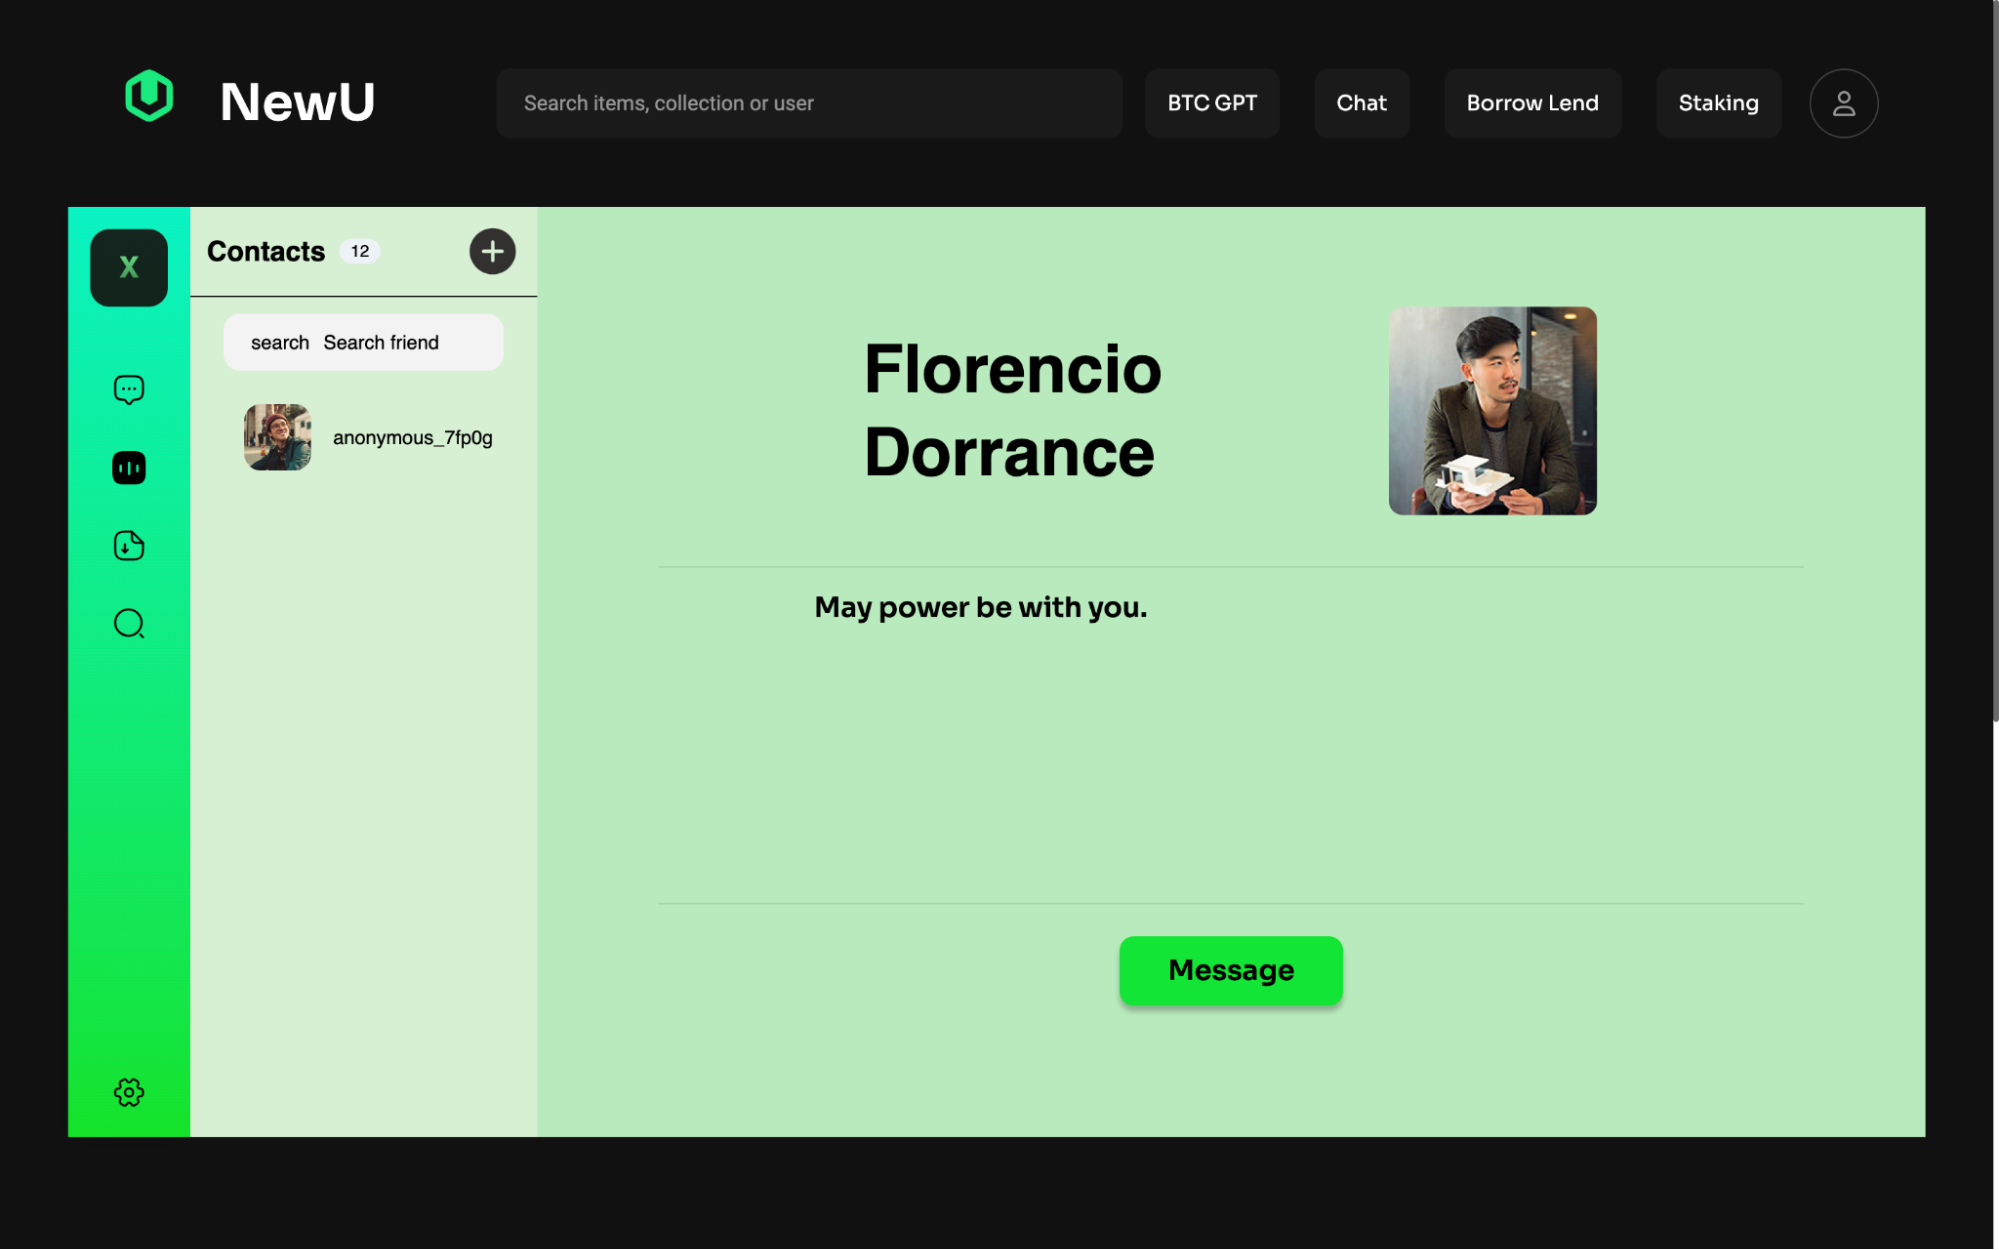 NewU
Search items, collection or user
BTC GPT
Chat
Borrow Lend
Staking
X
Contacts 12
search Search friend
anonymous_7fp0g
Florencio
Dorrance
May power be with you.
Message